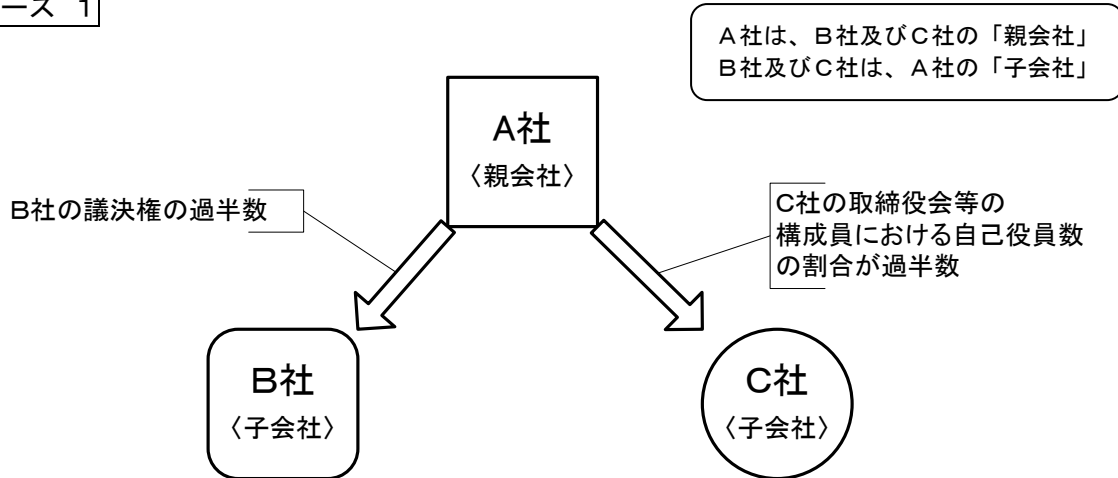 ース 1
A社は、B社及びC社の「親会社」
B社及びC社は、A社の「子会社」
A社
〈親会社〉
B社の議決権の過半数
C社の取締役会等の
構成員における自己役員数
の割合が過半数
B社
〈子会社〉
C社
〈子会社〉